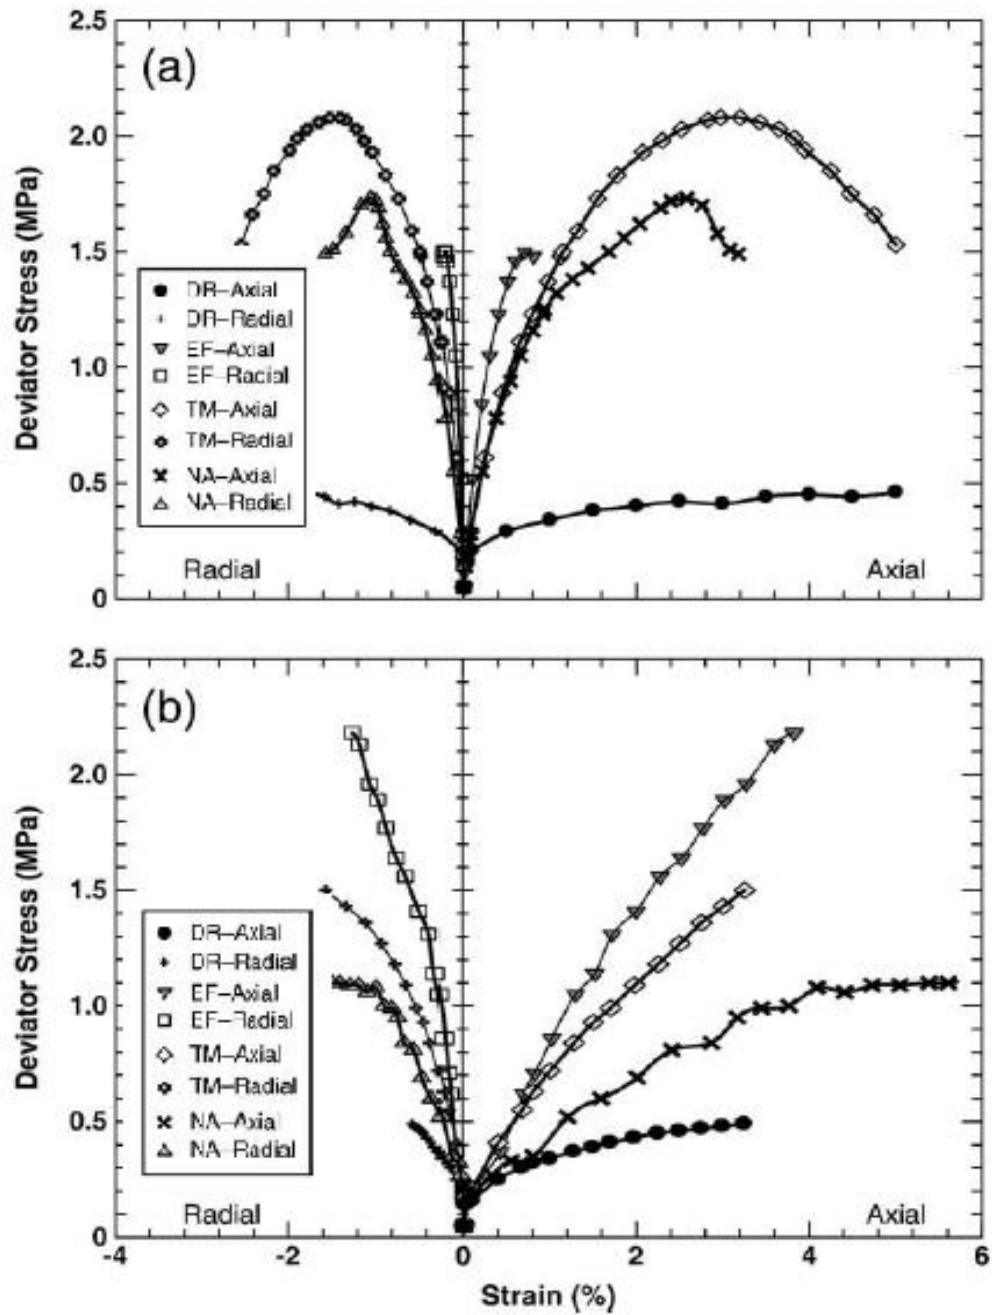 2.5
(a)
2.0
1.5
1.0
0.5
0
Deviator Stress (MPa)
DR–Axial
DR–Radial
EF–Axial
EF–Radial
TM–Axial
TM–Radial
NA–Axial
NA–Radial
Radial
Axial
2.5
(b)
2.0
1.5
1.0
0.5
0
Deviator Stress (MPa)
DR–Axial
DR–Radial
EF–Axial
EF–Radial
TM–Axial
TM–Radial
NA–Axial
NA–Radial
Radial
Axial
-4 -2 0 2 4 6
Strain (%)